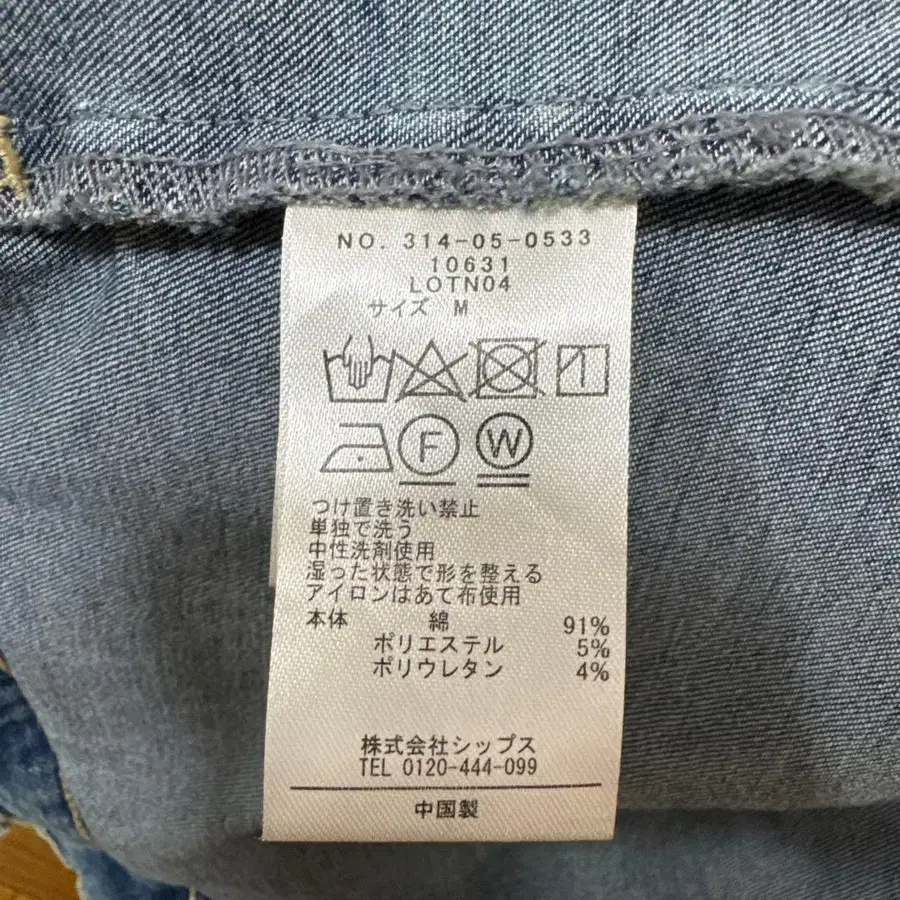 NO. 314-05-0533
10631
LOTN04
サイズ M
F W
つけ置き洗い禁止
単独で洗う
中性洗剤使用
湿った状態で形を整える
アイロンはあて布使用
本体 綿 91%
ポリエステル 5%
ポリウレタン 4%
株式会社シップス
TEL 0120-444-099
中国製